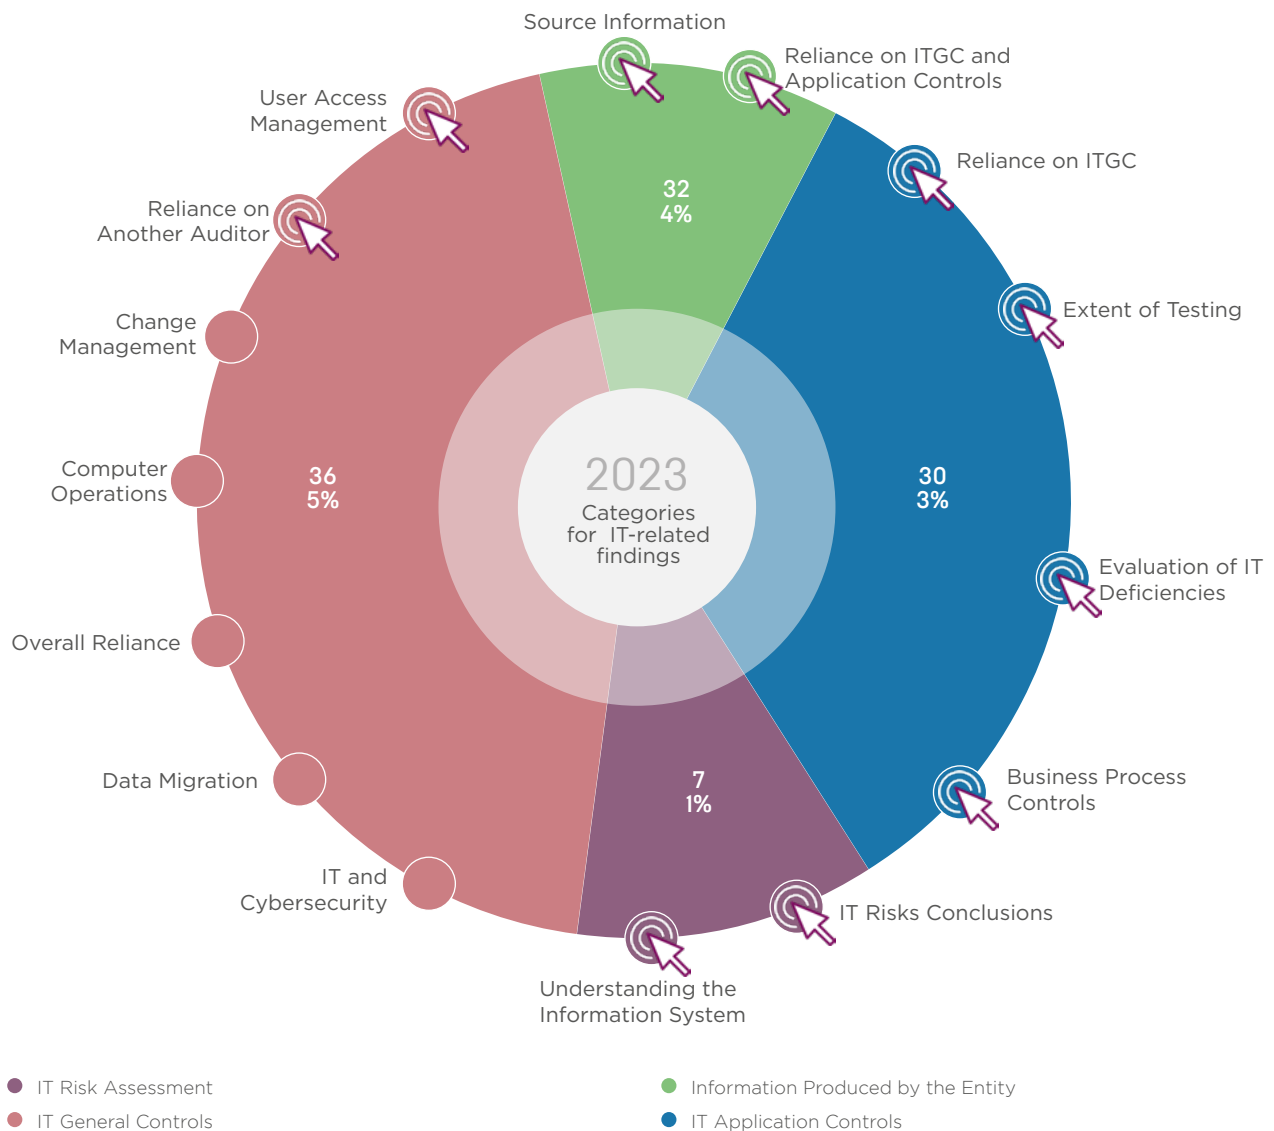 Source Information
Reliance on ITGC and
Application Controls
User Access
Management
Reliance on ITGC
32
4%
Reliance on
Another Auditor
Extent of Testing
Change
Management
Computer
Operations
36
5%
2023
Categories
for IT-related
findings
30
3%
Evaluation of IT
Deficiencies
Overall Reliance
Data Migration
7
1%
Business Process
Controls
IT and
Cybersecurity
IT Risks Conclusions
Understanding the
Information System
IT Risk Assessment
IT General Controls
Information Produced by the Entity
IT Application Controls